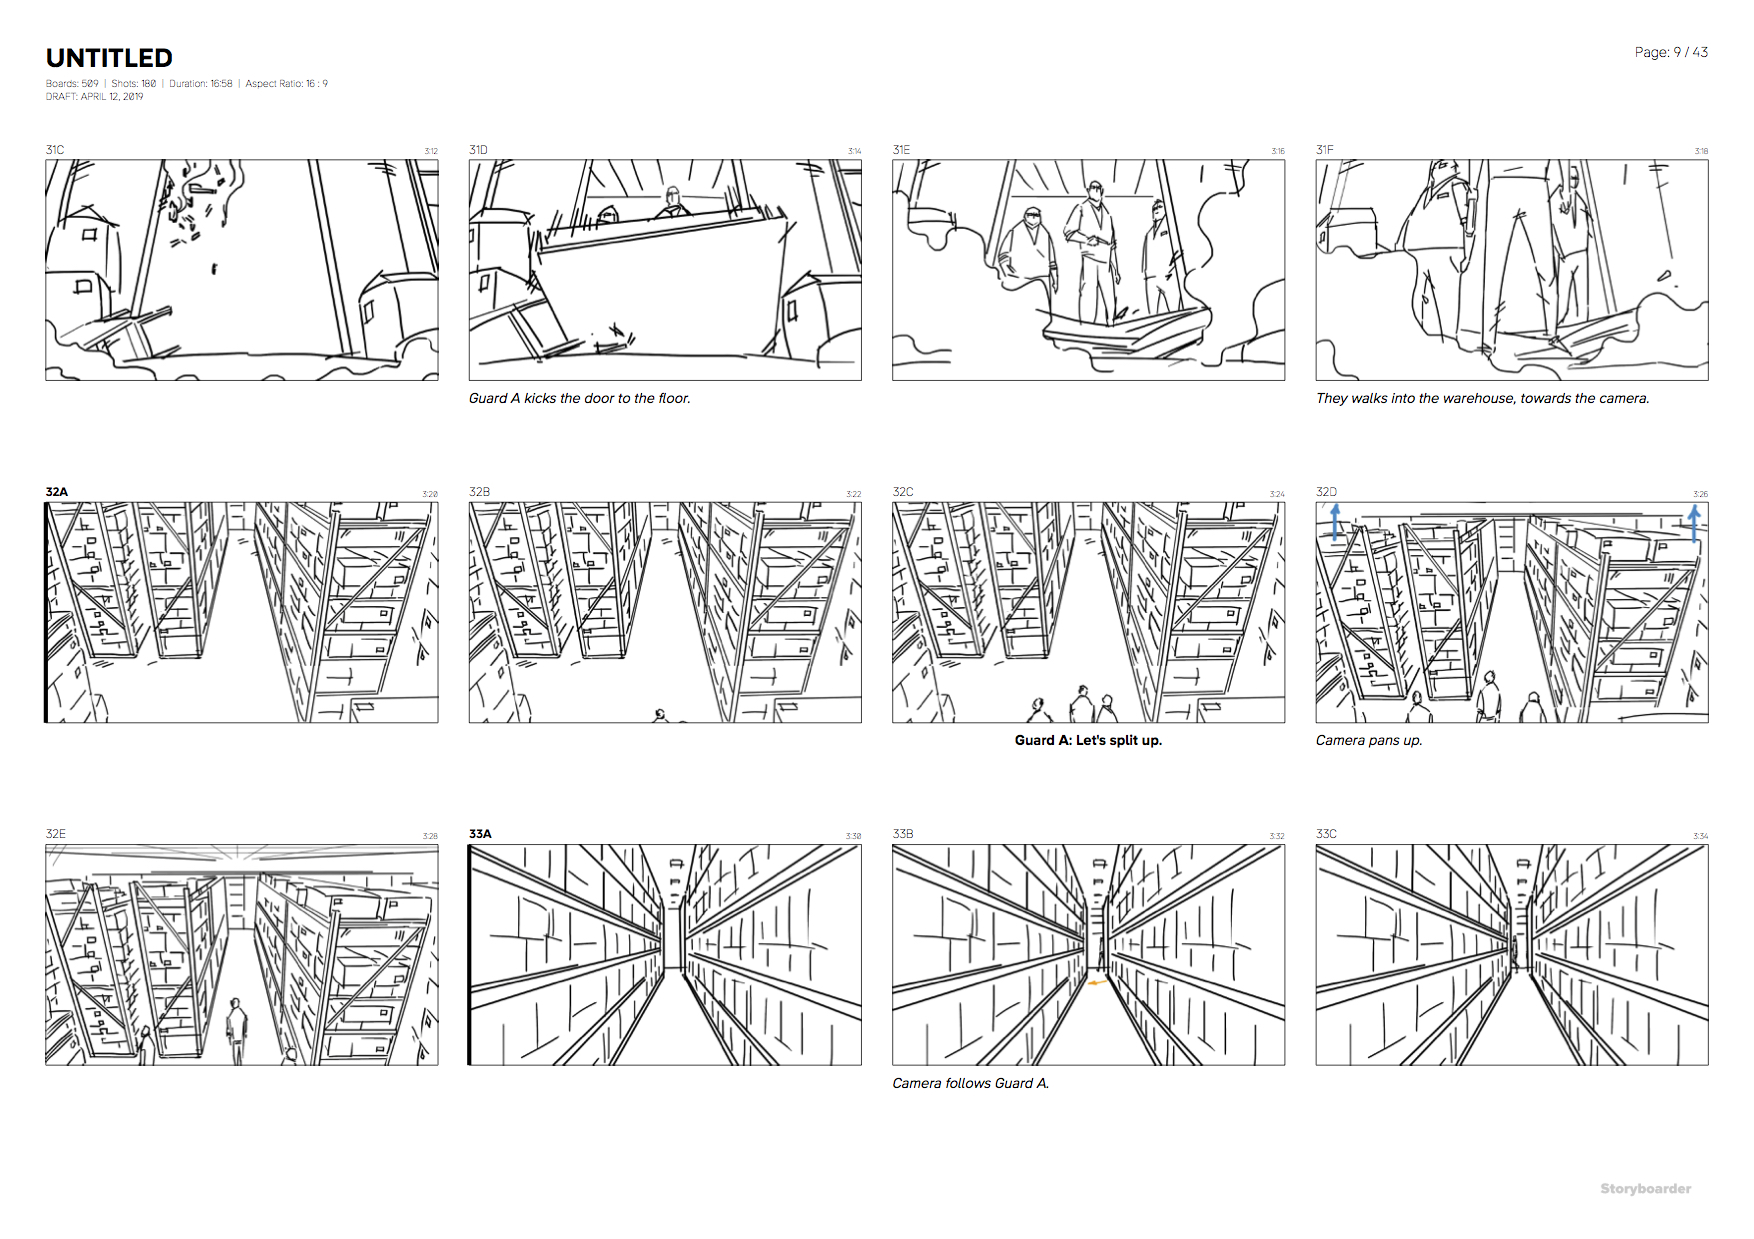 UNTITLED
Page: 9 / 43
Boards: 509 | Shots: 180 | Duration: 16:58 | Aspect Ratio: 16 : 9
DRAFT: APRIL 12, 2019
31C 3:12
31D 3:14
31E 3:16
31F 3:18
Guard A kicks the door to the floor.
They walks into the warehouse, towards the camera.
32A 3:20
32B 3:22
32C 3:24
32D 3:26
Guard A: Let's split up.
Camera pans up.
32E 3:28
33A 3:30
33B 3:32
33C 3:34
Camera follows Guard A.
Storyboarder